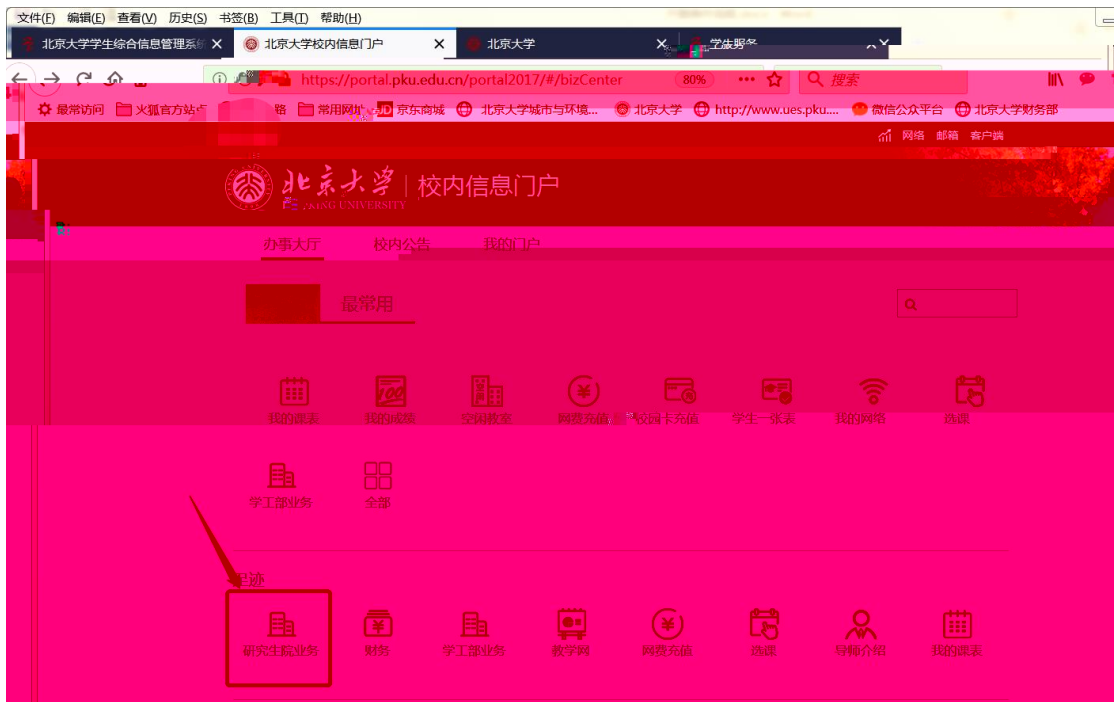 文件(F) 编辑(E) 查看(V) 历史(S) 书签(B) 工具(T) 帮助(H)
北京大学学生综合信息管理系统 北京大学校内信息门户 北京大学
https://portal.pku.edu.cn/portal2017/#/bizCenter 80% 搜索
最常访问 火狐官方站点 常用网址 JD 京东商城 北京大学城市与环境... 北京大学 http://www.ues.pku.... 微信公众平台 北京大学财务部
网络 邮箱 客户端
北京大学 校内信息门户
UNIVERSITY
办事大厅 校内公告 我的门户
最常用
我的课表 我的成绩 空闲教室 网费充值 校园卡充值 学生一张表 我的网络 选课
学工部业务 全部
足迹
研究生院业务 财务 学工部业务 教学网 网费充值 选课 导师介绍 我的课表